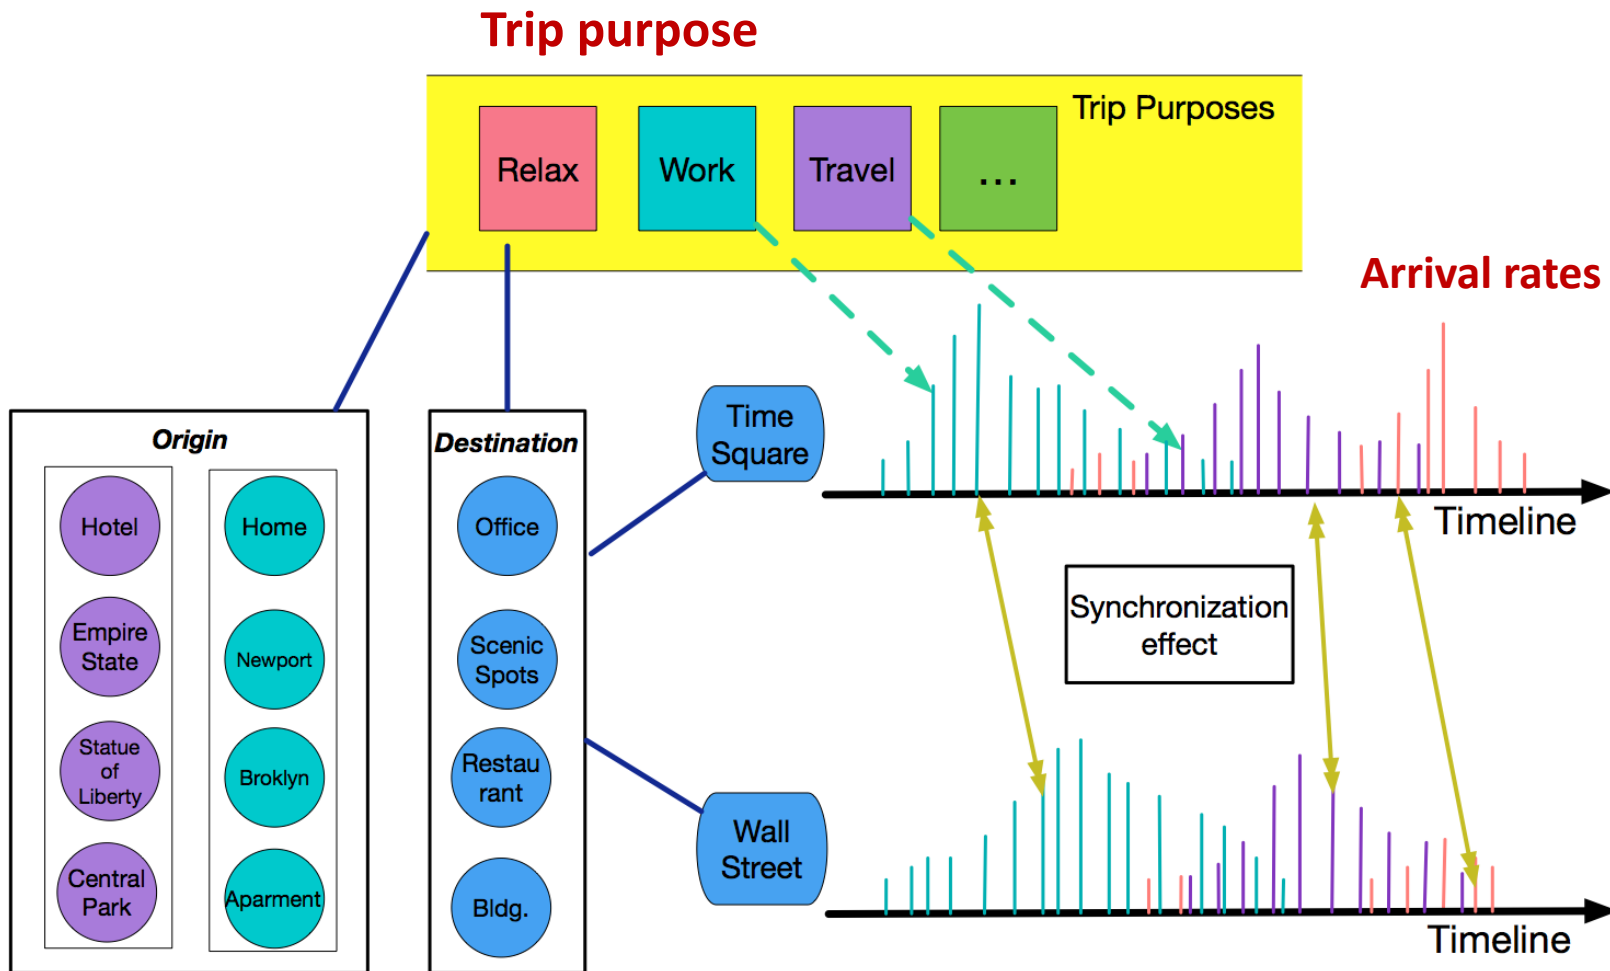 Trip purpose
Trip Purposes
Relax
Work
Travel
...
Arrival rates
Origin
Hotel
Home
Empire
State
Newport
Statue
of
Liberty
Broklyn
Central
Park
Aparment
Destination
Office
Scenic
Spots
Restau
rant
Bldg.
Time
Square
Timeline
Synchronization
effect
Wall
Street
Timeline